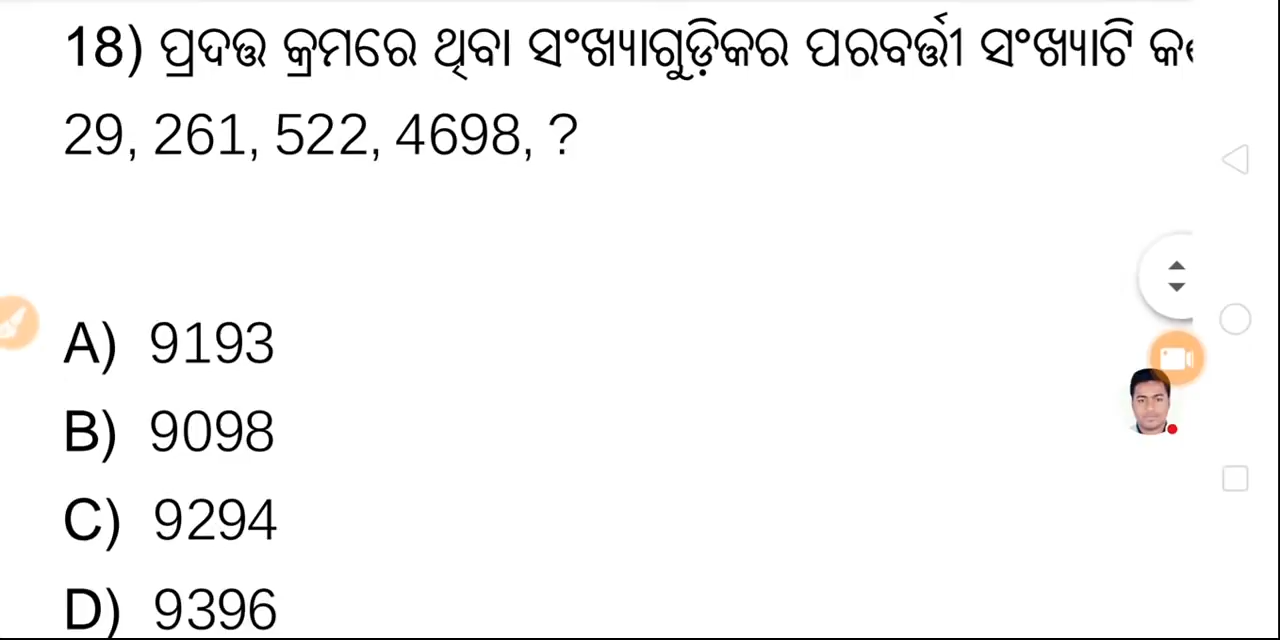 18) ପ୍ରଦତ୍ତ କ୍ରମରେ ଥିବା ସଂଖ୍ୟାଗୁଡ଼ିକର ପରବର୍ତ୍ତୀ ସଂଖ୍ୟାଟି
29, 261, 522, 4698, ?
A) 9193
B) 9098
C) 9294
D) 9396